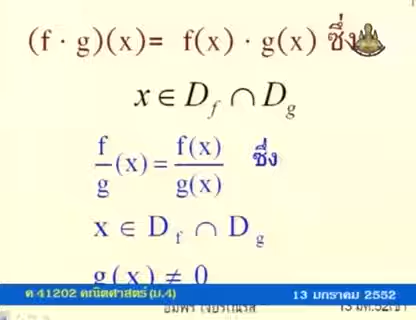 (f · g)(x)= f(x) · g(x) ซึ่ง
x ∈ D_f ∩ D_g
f/g (x) = f(x)/g(x) ซึ่ง
x ∈ D_f ∩ D_g
g(x) ≠ 0
ค 41202 คณิตศาสตร์ (ม.4) 13 มกราคม 2552